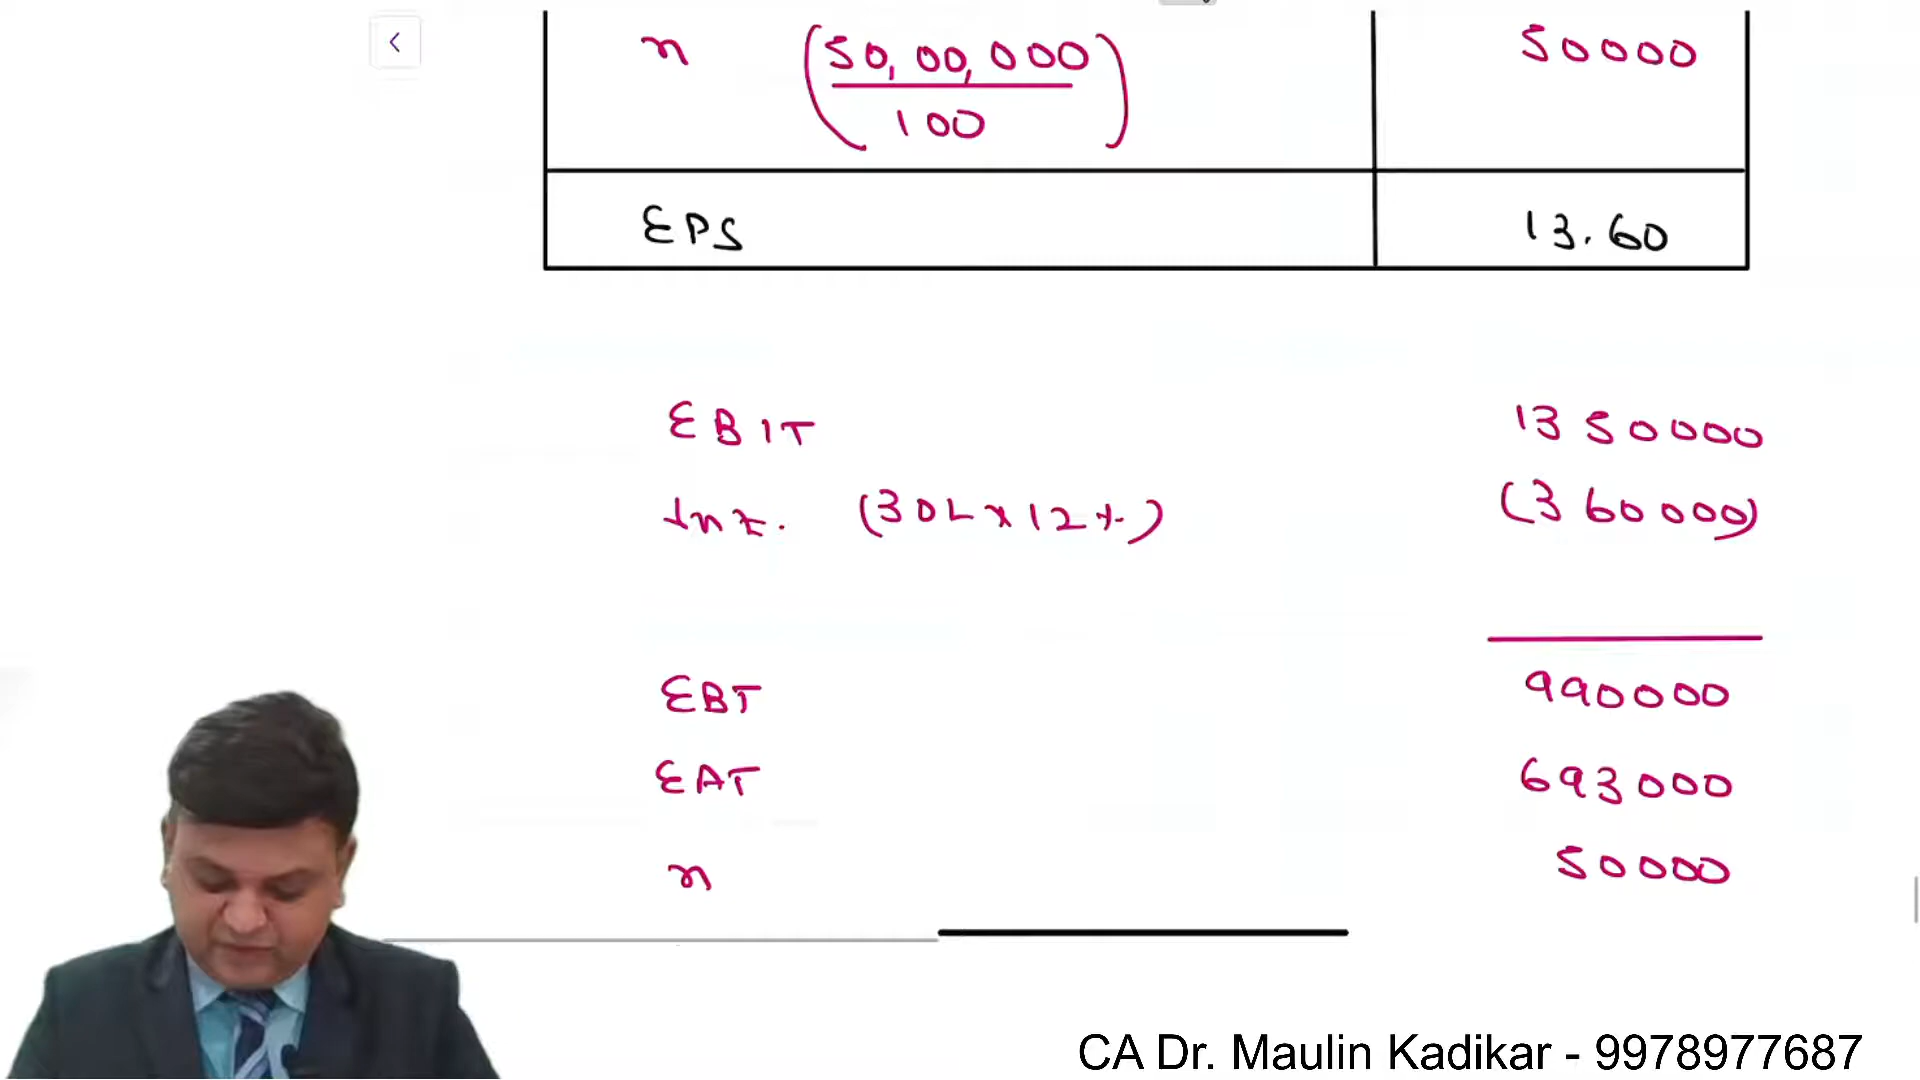 n (50,00,000 / 100) 50000
EPS 13.60
EBIT 1350000
Int. (30L x 12%) (360000)
EBT 990000
EAT 693000
n 50000
CA Dr. Maulin Kadikar - 9978977687